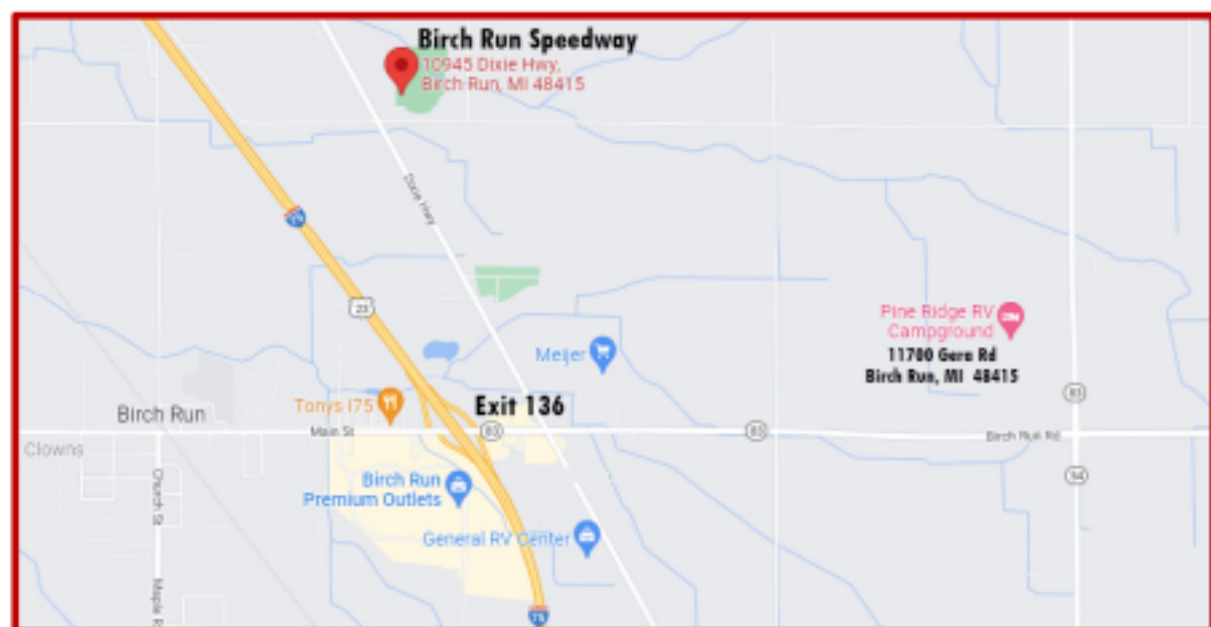 Birch Run Speedway
10945 Dixie Hwy,
Birch Run, MI 48415
Dixie Hwy
75
23
Pine Ridge RV
Campground
11700 Gera Rd
Birch Run, MI 48415
Meijer
83
Tonys I75
Exit 136
Birch Run
Main St
83
83
Birch Run Rd
Clowns
54
Birch Run
Premium Outlets
Church St
General RV Center
Maple R
75